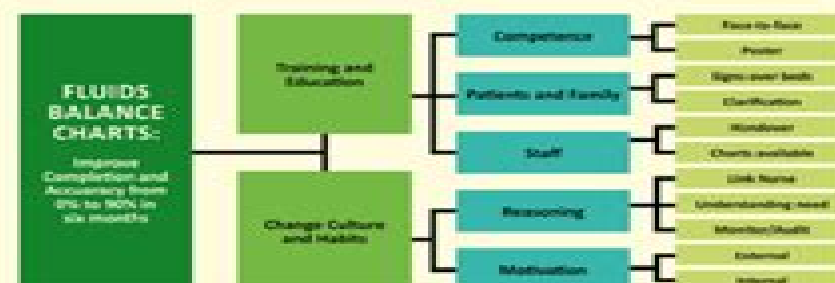 FLUIDS
BALANCE
CHARTS:
Improve
Completion and
Accuracy from
0% to 90% in
six months
Training and
Education
Change Culture
and Habits
Competence
Patients and Family
Staff
Reasoning
Motivation
Face-to-face
Poster
Signs over beds
Clarification
Handover
Charts available
Link Nurse
Understanding need
Monitor/Audit
External
Internal